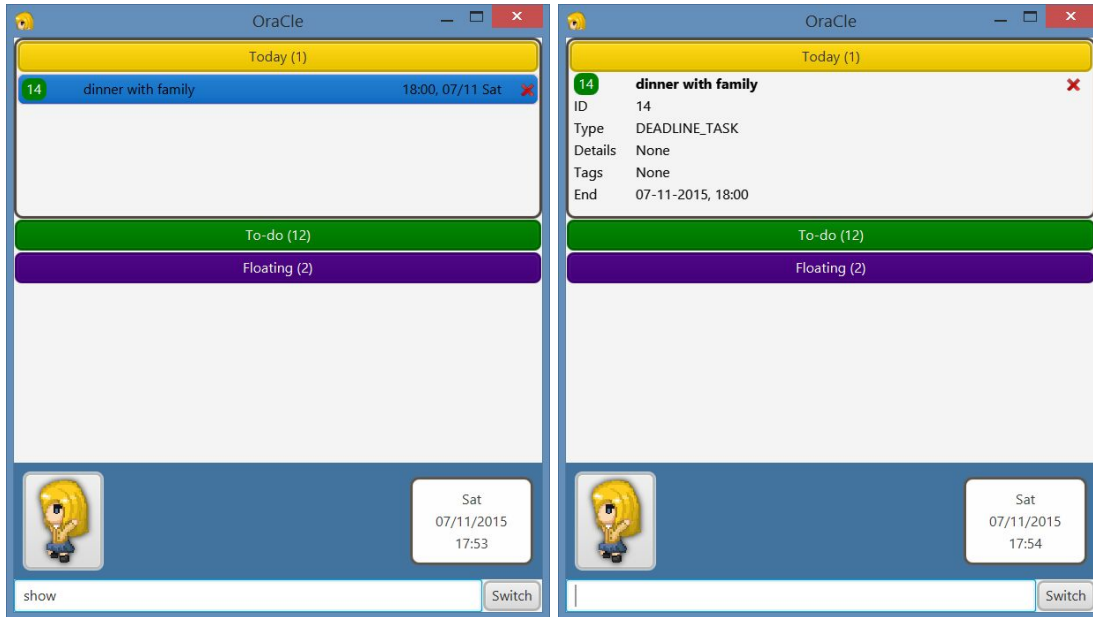 OraCle
Today (1)
14 dinner with family 18:00, 07/11 Sat
To-do (12)
Floating (2)
Sat
07/11/2015
17:53
show
Switch
OraCle
Today (1)
14 dinner with family
ID 14
Type DEADLINE_TASK
Details None
Tags None
End 07-11-2015, 18:00
To-do (12)
Floating (2)
Sat
07/11/2015
17:54
Switch